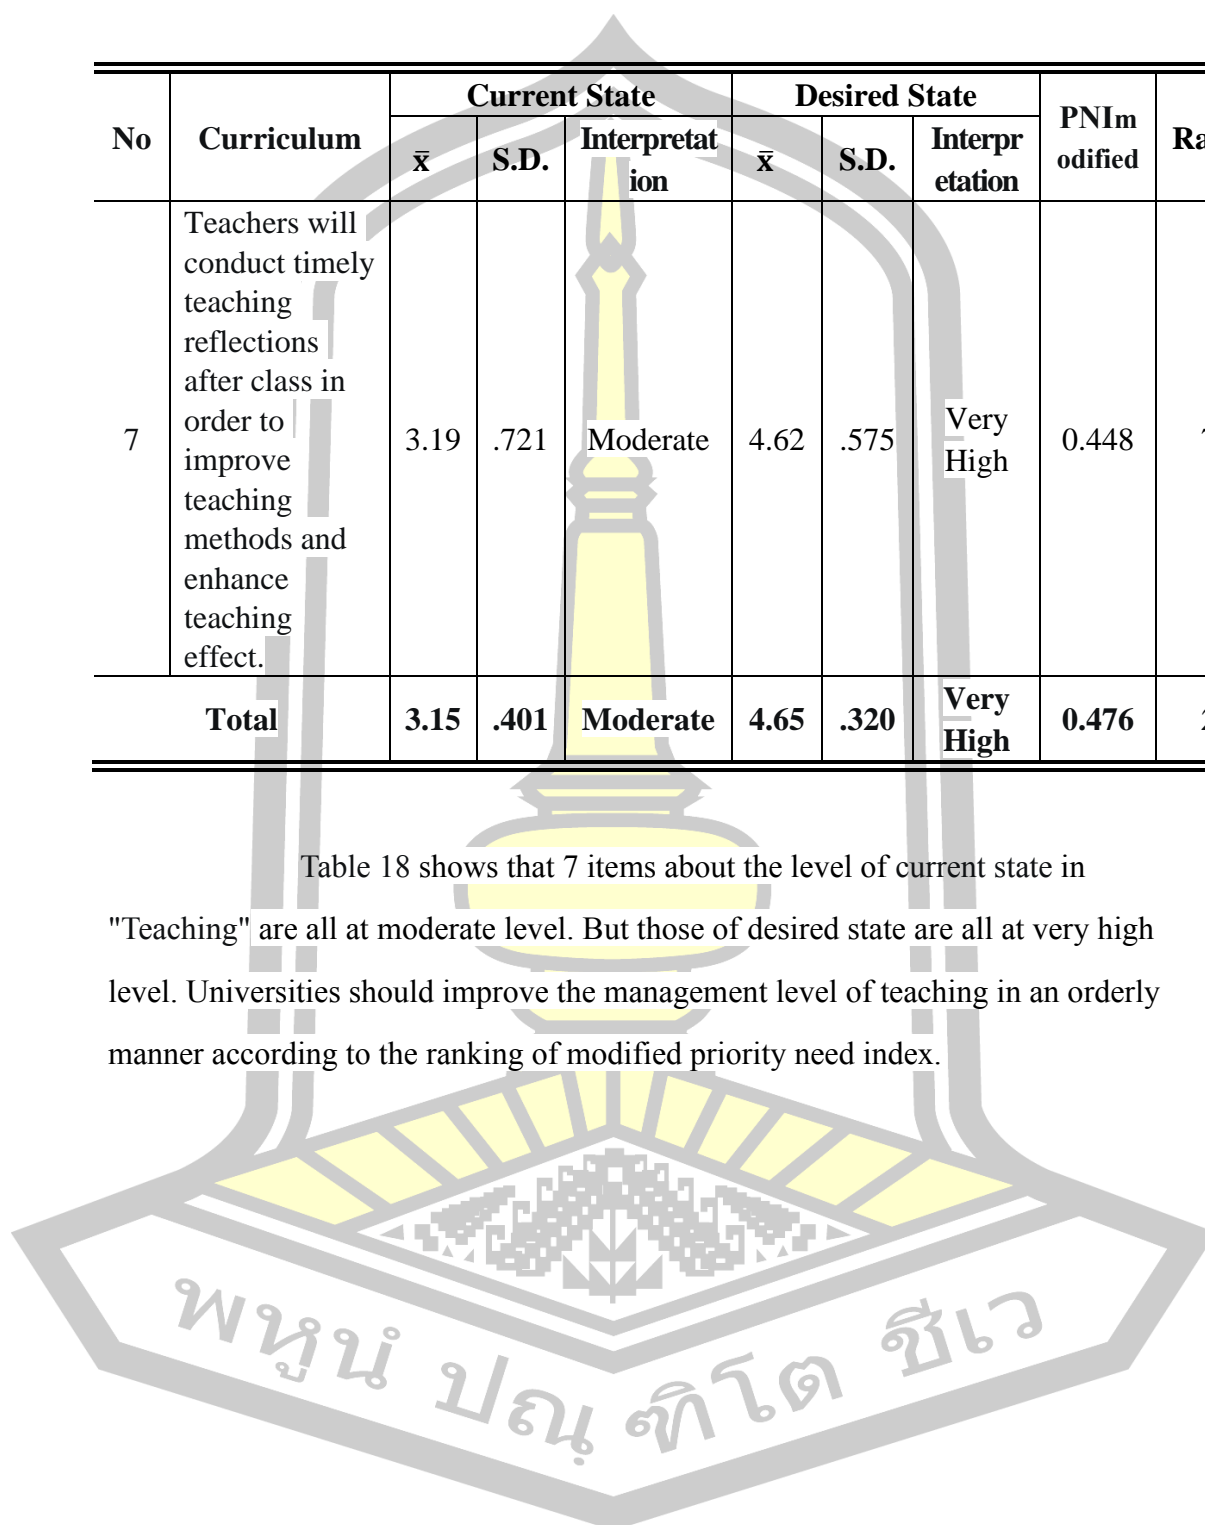 No Curriculum Current State Desired State PNIm odified
x̄ S.D. Interpretat ion x̄ S.D. Interpr etation
7 Teachers will
conduct timely
teaching
reflections
after class in
order to
improve
teaching
methods and
enhance
teaching
effect. 3.19 .721 Moderate 4.62 .575 Very High 0.448
Total 3.15 .401 Moderate 4.65 .320 Very High 0.476
Table 18 shows that 7 items about the level of current state in
"Teaching" are all at moderate level. But those of desired state are all at very high
level. Universities should improve the management level of teaching in an orderly
manner according to the ranking of modified priority need index.
พหูนํ ปณฺฑิโต ชีเว